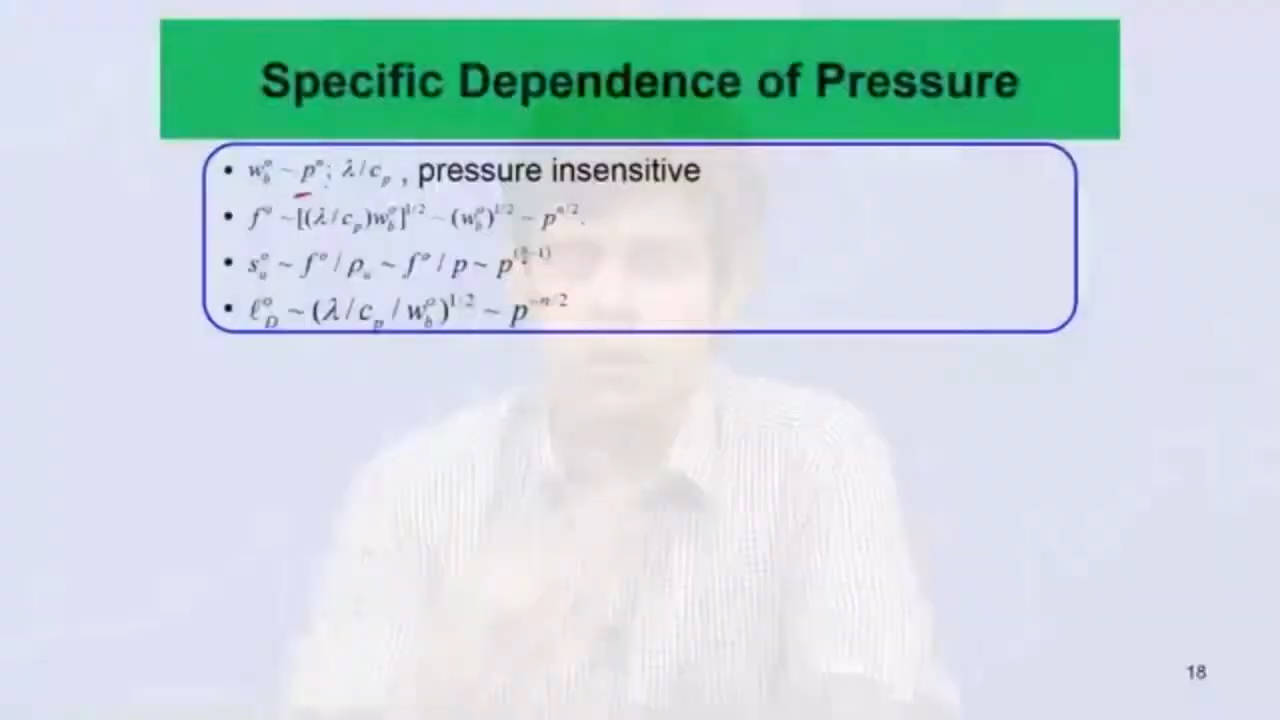 Specific Dependence of Pressure
• w_b^o ~ p^n; λ/c_p , pressure insensitive
• f^o ~[(λ/c_p)w_b^o]^{1/2} ~ (w_b^o)^{1/2} ~ p^{n/2}.
• s_u^o ~ f^o / ρ_u ~ f^o / p ~ p^{(n/2 -1)}
• ℓ_D^o ~ (λ/c_p / w_b^o)^{1/2} ~ p^{-n/2}
18